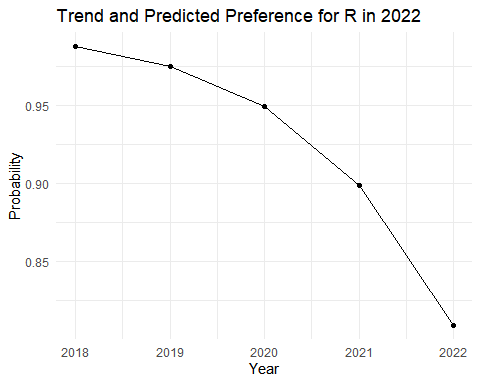 Trend and Predicted Preference for R in 2022
Probability
0.95
0.90
0.85
2018 2019 2020 2021 2022
Year